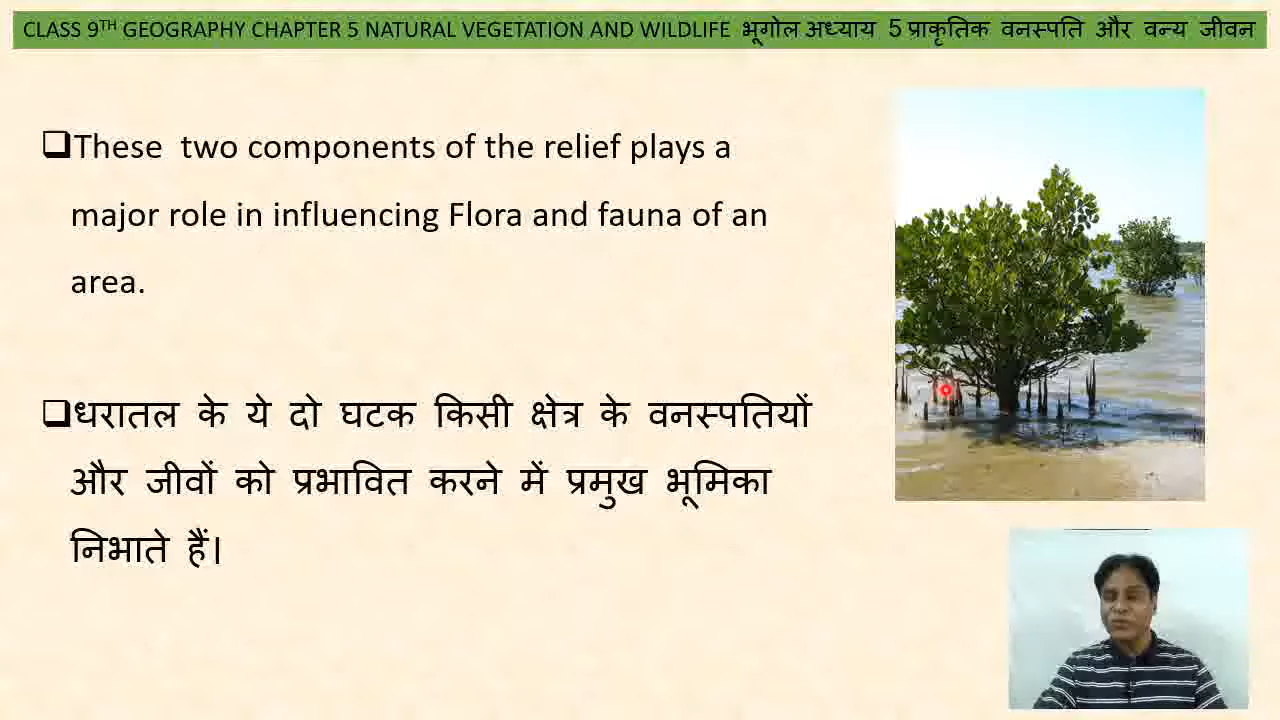 CLASS 9TH GEOGRAPHY CHAPTER 5 NATURAL VEGETATION AND WILDLIFE भूगोल अध्याय 5 प्राकृतिक वनस्पति और वन्य जीवन
These two components of the relief plays a
major role in influencing Flora and fauna of an
area.
धरातल के ये दो घटक किसी क्षेत्र के वनस्पतियों
और जीवों को प्रभावित करने में प्रमुख भूमिका
निभाते हैं।